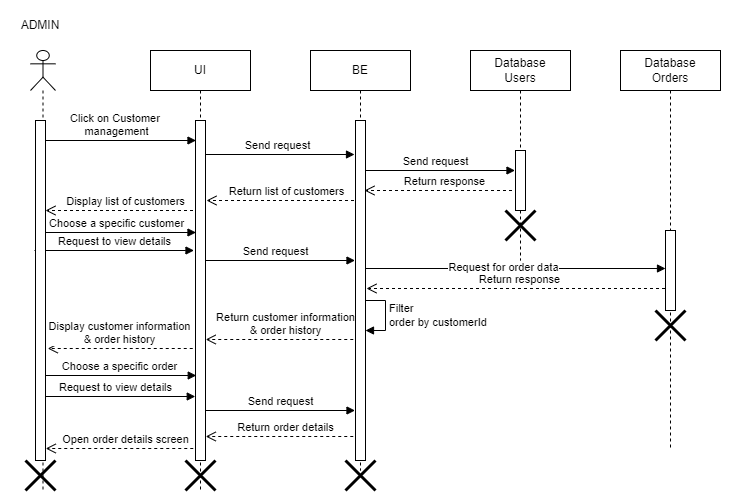 ADMIN
UI
BE
Database
Users
Database
Orders
Click on Customer
management
Send request
Send request
Return response
Return list of customers
Display list of customers
Choose a specific customer
Request to view details
Send request
Request for order data
Return response
Filter
order by customerId
Return customer information
& order history
Display customer information
& order history
Choose a specific order
Request to view details
Send request
Return order details
Open order details screen